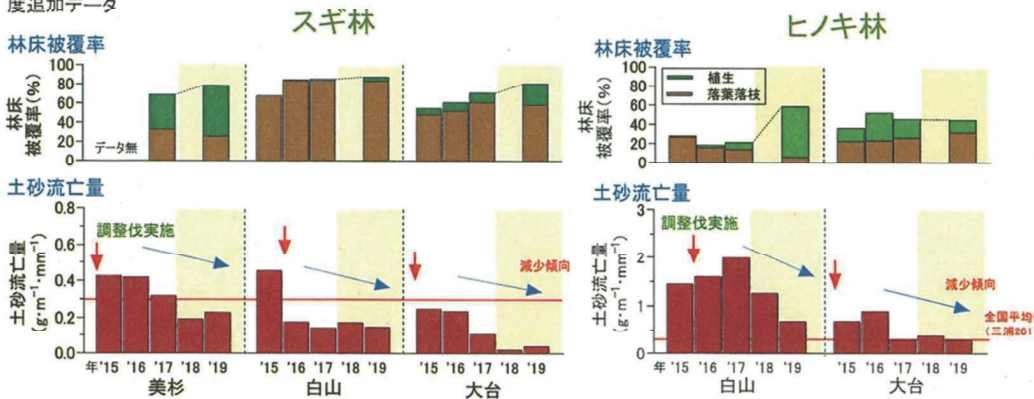 度追加データ
スギ林
林床被覆率
林床
被覆率(%)
100
80
60
40
20
0
データ無
土砂流亡量
土砂流亡量
(g·m⁻¹·mm⁻¹)
0.8
0.6
0.4
0.2
0.0
調整伐実施
減少傾向
年 '15 '16 '17 '18 '19
'15 '16 '17 '18 '19
'15 '16 '17 '18 '19
美杉
白山
大台
ヒノキ林
林床被覆率
林床
被覆率(%)
100
80
60
40
20
0
植生
落葉落枝
土砂流亡量
土砂流亡量
(g·m⁻¹·mm⁻¹)
3
2
1
0
調整伐実施
減少傾向
全国平均
(三浦201
年 '15 '16 '17 '18 '19
'15 '16 '17 '18 '19
白山
大台